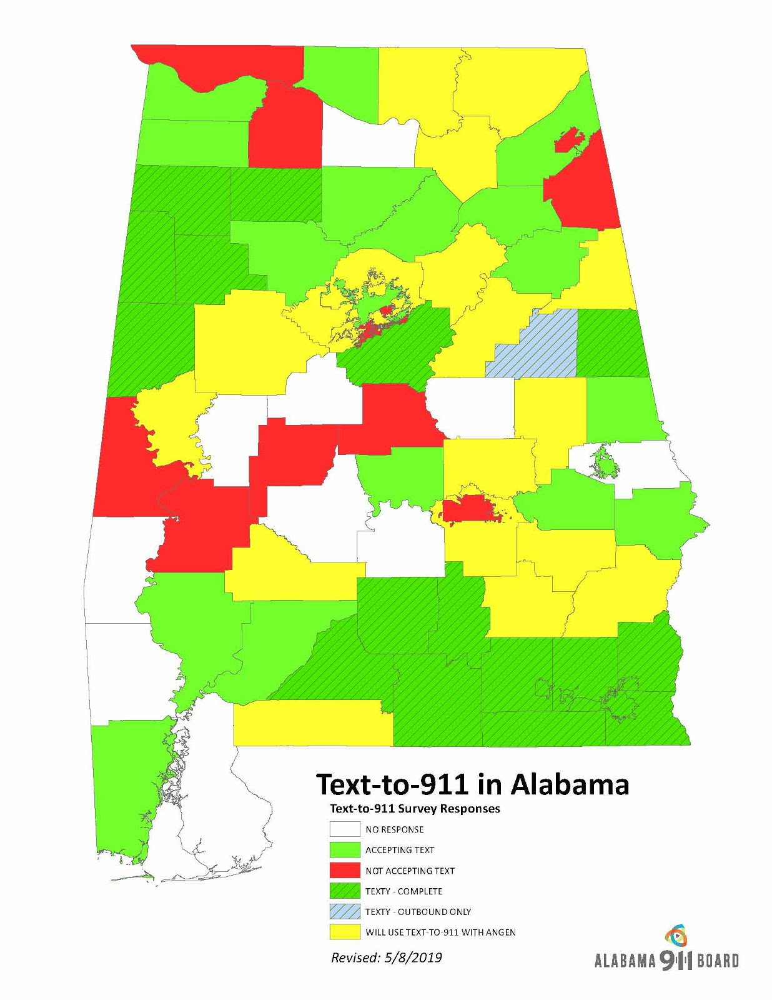 Text-to-911 in Alabama
Text-to-911 Survey Responses
NO RESPONSE
ACCEPTING TEXT
NOT ACCEPTING TEXT
TEXTY - COMPLETE
TEXTY - OUTBOUND ONLY
WILL USE TEXT-TO-911 WITH ANGEN
Revised: 5/8/2019
ALABAMA 911 BOARD